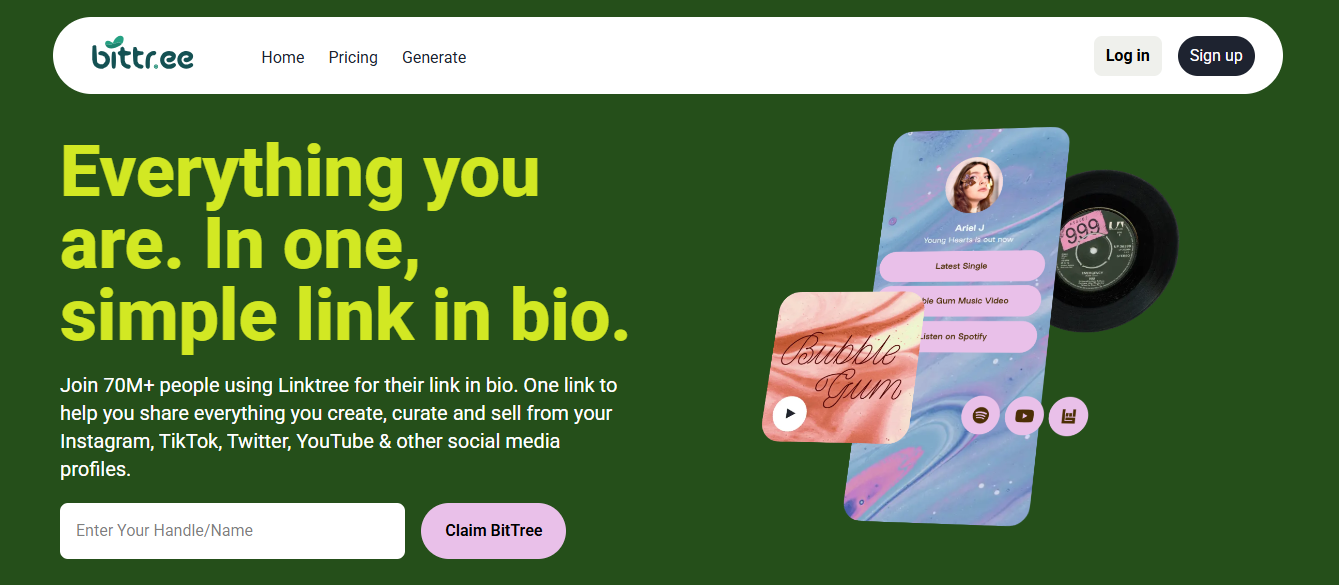 bittr.ee
Home Pricing Generate
Log in Sign up
Everything you
are. In one,
simple link in bio.
Join 70M+ people using Linktree for their link in bio. One link to
help you share everything you create, curate and sell from your
Instagram, TikTok, Twitter, YouTube & other social media
profiles.
Enter Your Handle/Name Claim BitTree
Ariel J
Young Hearts is out now
Latest Single
ble Gum Music Video
isten on Spotify
Bubble
Gum
999